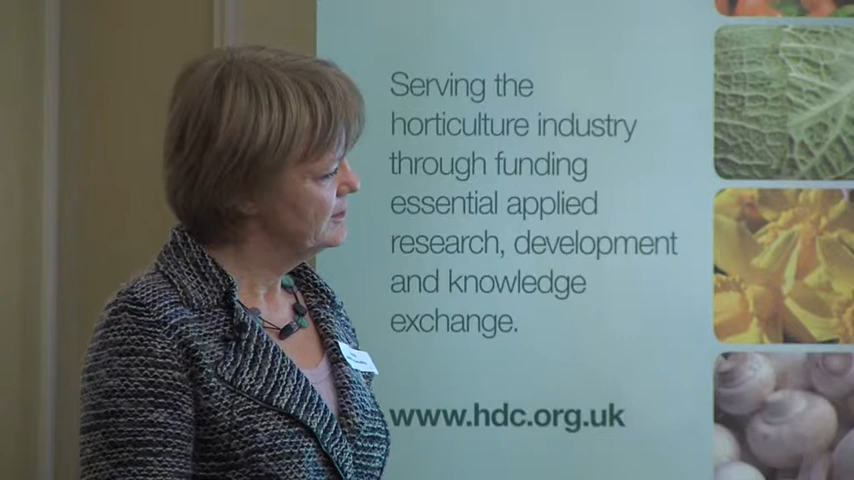 Serving the
horticulture industry
through funding
essential applied
research, development
and knowledge
exchange.
www.hdc.org.uk